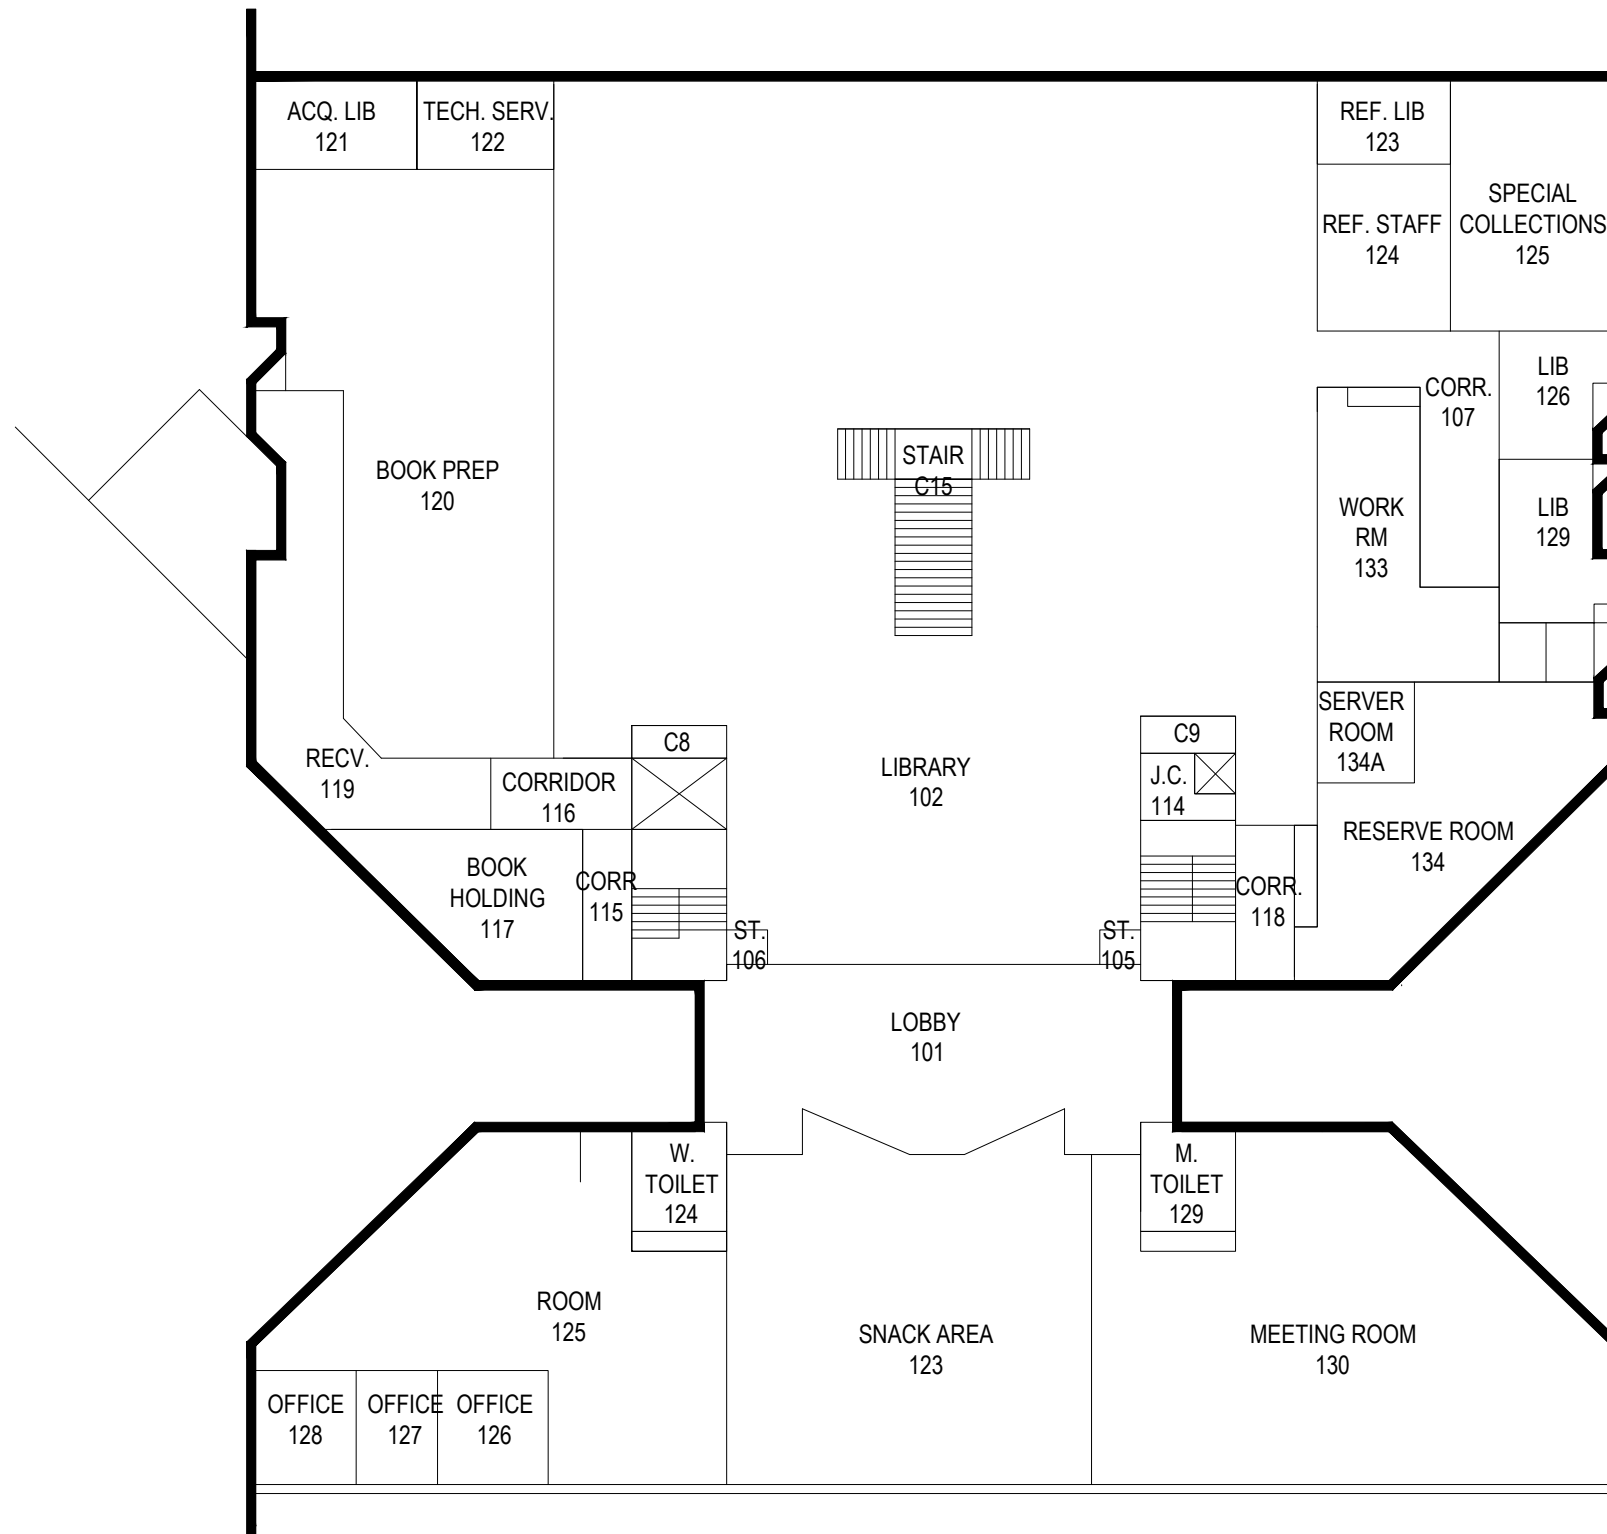 ACQ. LIB
121
TECH. SERV.
122
REF. LIB
123
SPECIAL
COLLECTIONS
125
REF. STAFF
124
LIB
126
CORR.
107
STAIR
C15
BOOK PREP
120
WORK
RM
133
LIB
129
SERVER
ROOM
134A
C8
C9
RECV.
119
CORRIDOR
116
LIBRARY
102
J.C.
114
RESERVE ROOM
134
BOOK
HOLDING
117
CORR
115
CORR.
118
ST.
106
ST.
105
LOBBY
101
W.
TOILET
124
M.
TOILET
129
ROOM
125
SNACK AREA
123
MEETING ROOM
130
OFFICE
128
OFFICE
127
OFFICE
126